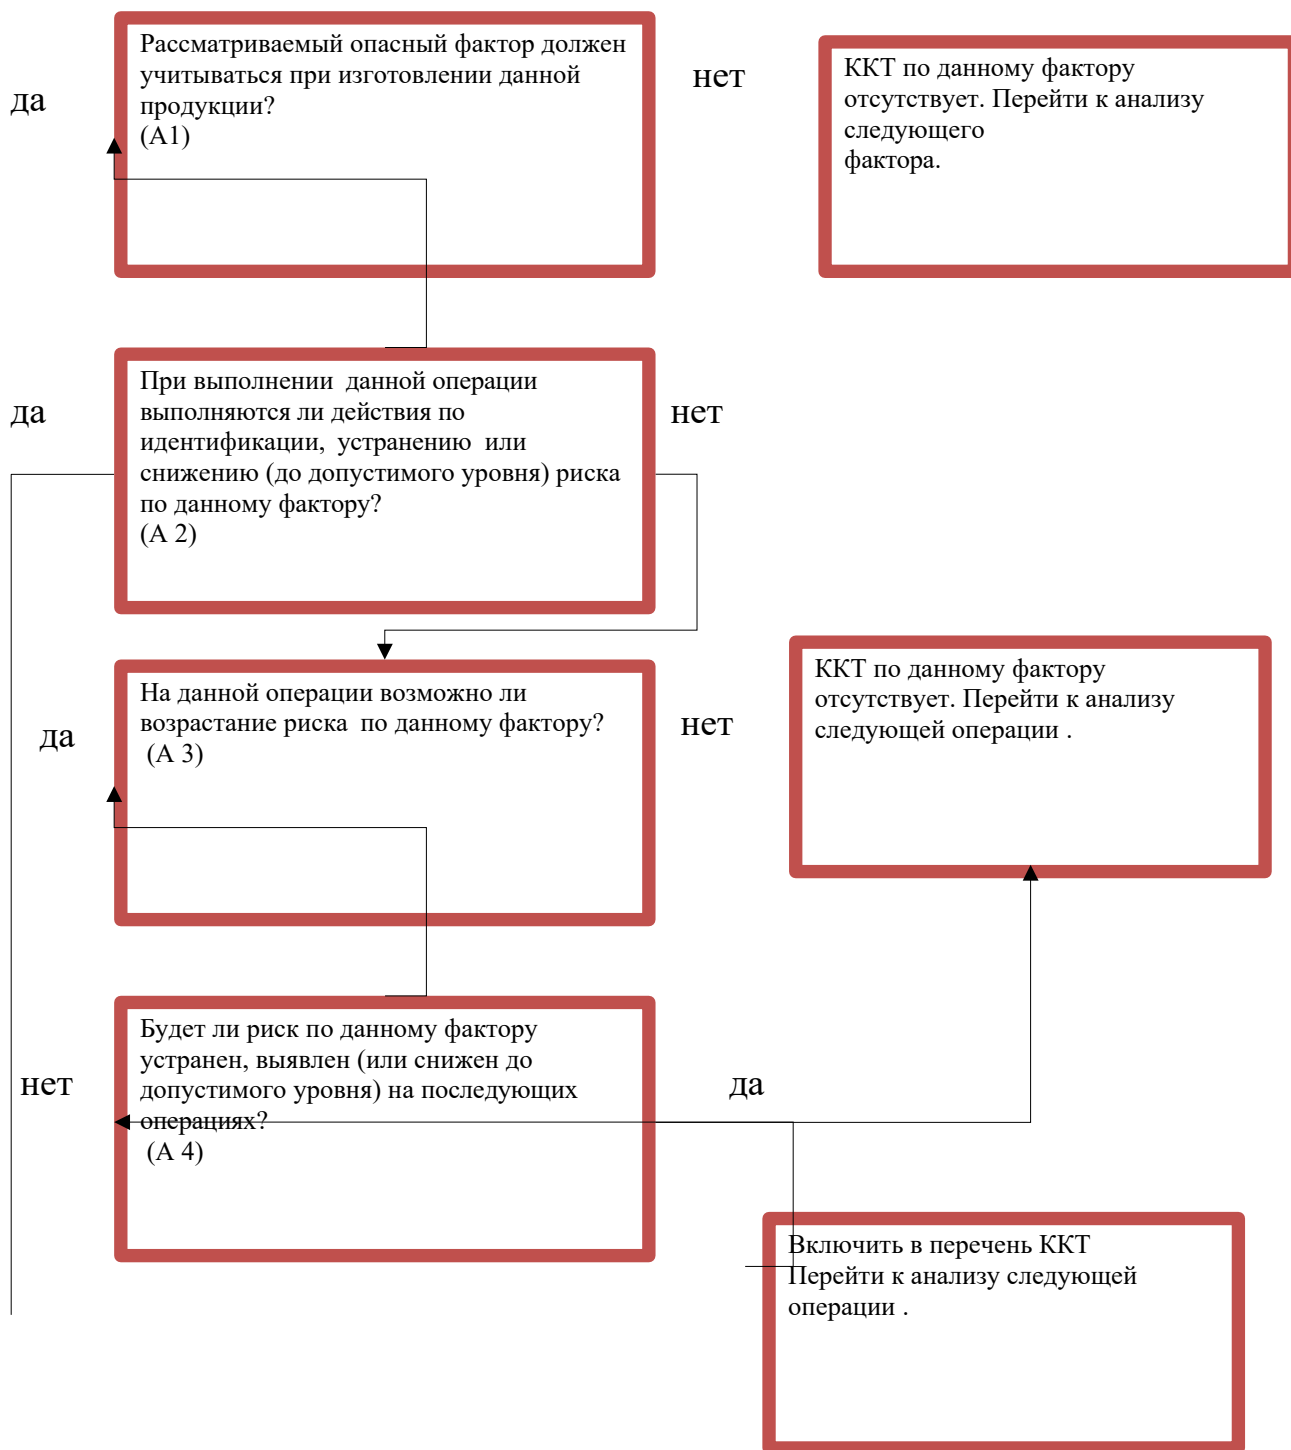 да
Рассматриваемый опасный фактор должен
учитываться при изготовлении данной
продукции?
(А1)
нет
ККТ по данному фактору
отсутствует. Перейти к анализу
следующего
фактора.
да
При выполнении данной операции
выполняются ли действия по
идентификации, устранению или
снижению (до допустимого уровня) риска
по данному фактору?
(А 2)
нет
да
На данной операции возможно ли
возрастание риска по данному фактору?
(А 3)
нет
ККТ по данному фактору
отсутствует. Перейти к анализу
следующей операции .
нет
Будет ли риск по данному фактору
устранен, выявлен (или снижен до
допустимого уровня) на последующих
операциях?
(А 4)
да
Включить в перечень ККТ
Перейти к анализу следующей
операции .